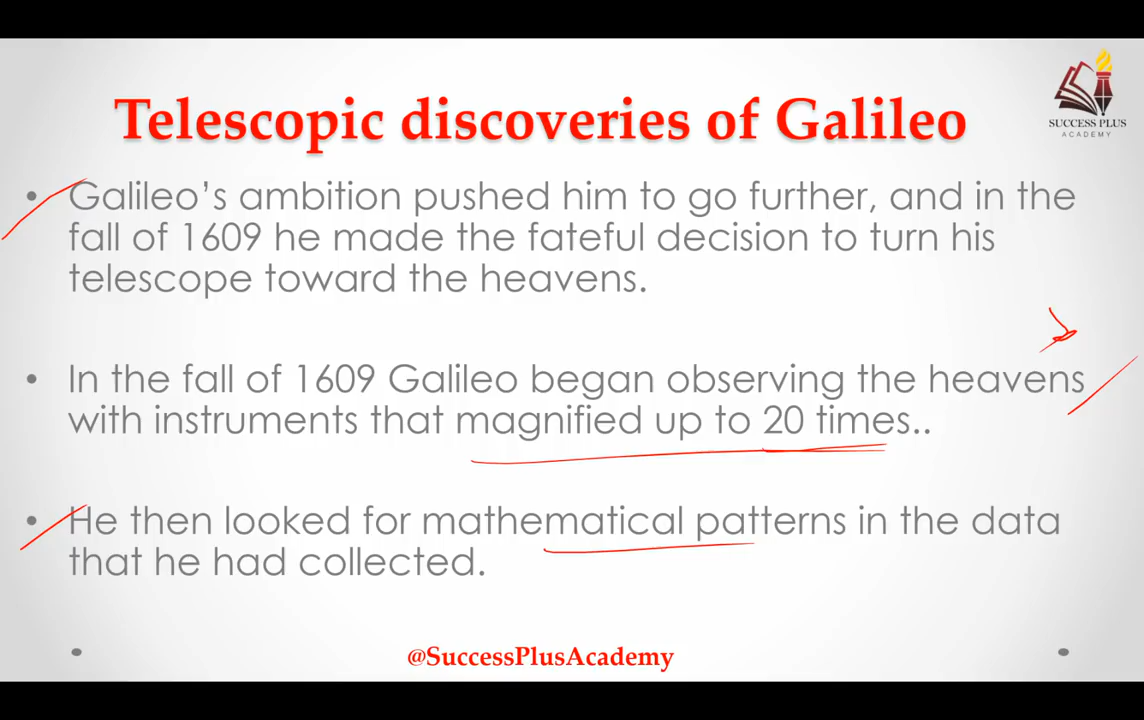 Telescopic discoveries of Galileo
SUCCESS PLUS
ACADEMY
• Galileo’s ambition pushed him to go further, and in the
fall of 1609 he made the fateful decision to turn his
telescope toward the heavens.
• In the fall of 1609 Galileo began observing the heavens
with instruments that magnified up to 20 times..
• He then looked for mathematical patterns in the data
that he had collected.
@SuccessPlusAcademy